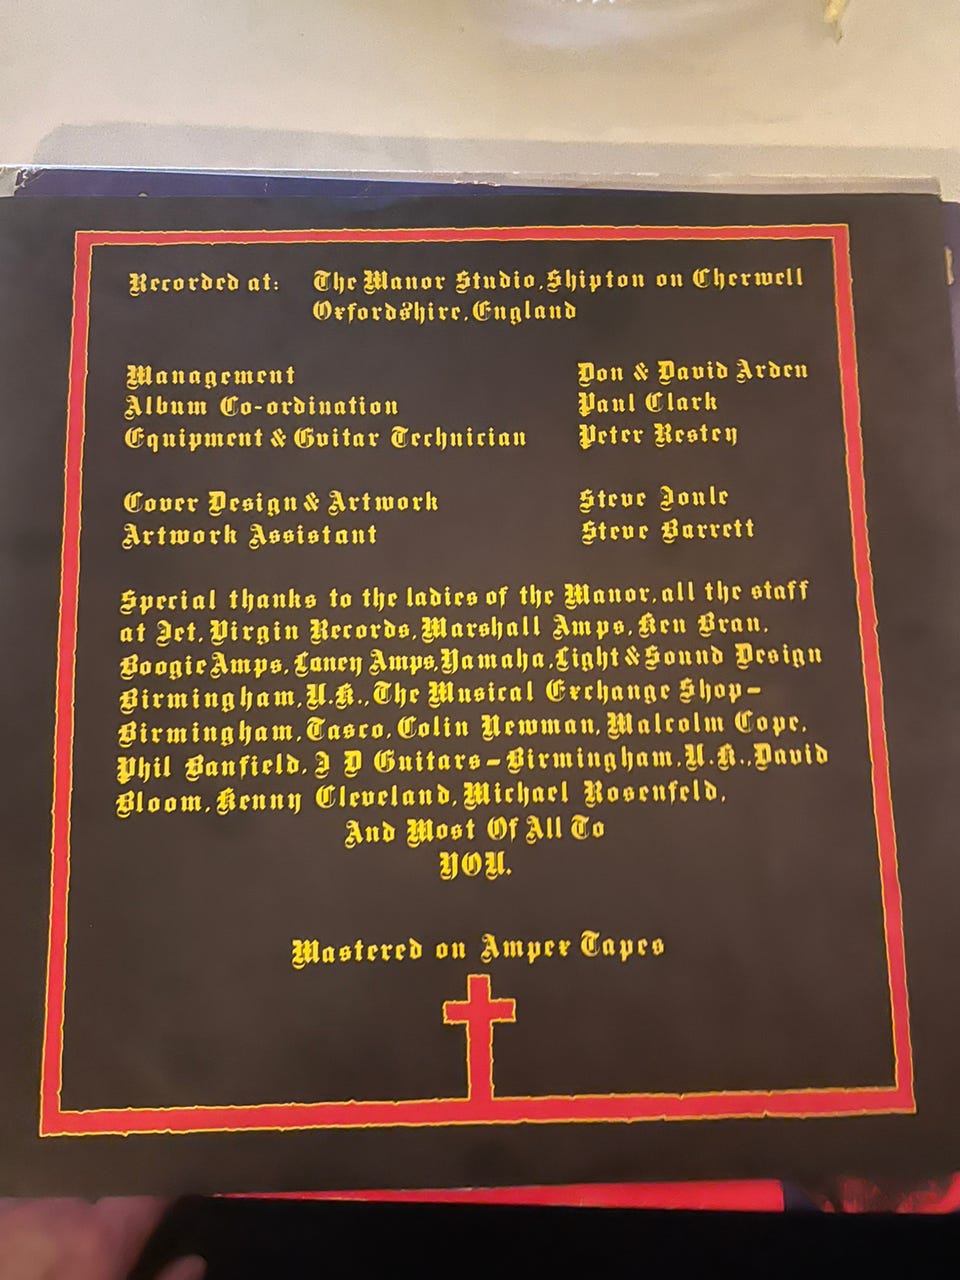 Recorded at: The Manor Studio, Shipton on Cherwell
Oxfordshire, England
Management Don & David Arden
Album Co-ordination Paul Clark
Equipment & Guitar Technician Peter Restey
Cover Design & Artwork Steve Joule
Artwork Assistant Steve Barrett
Special thanks to the ladies of the Manor, all the staff
at Jet, Virgin Records, Marshall Amps, Ken Bran,
Boogie Amps, Laney Amps, Yamaha, Light & Sound Design
Birmingham, U.K., The Musical Exchange Shop-
Birmingham, Tasco, Colin Newman, Malcolm Cope,
Phil Banfield, J D Guitars - Birmingham, U.K., David
Bloom, Kenny Cleveland, Michael Rosenfeld,
And Most Of All To
YOU.
Mastered on Ampex Tapes